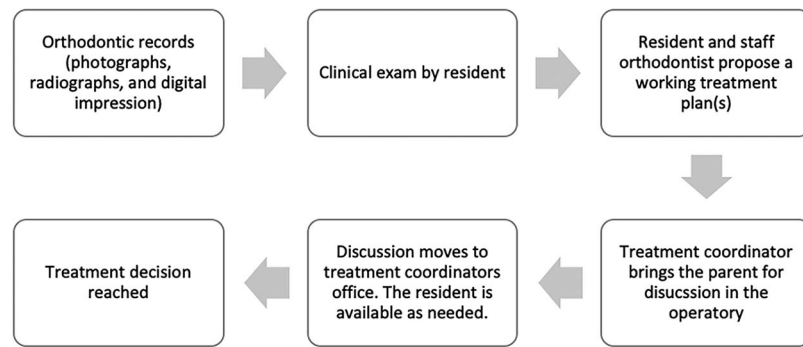 Orthodontic records
(photographs,
radiographs, and digital
impression)
Clinical exam by resident
Resident and staff
orthodontist propose a
working treatment
plan(s)
Treatment coordinator
brings the parent for
disucssion in the
operatory
Discussion moves to
treatment coordinators
office. The resident is
available as needed.
Treatment decision
reached